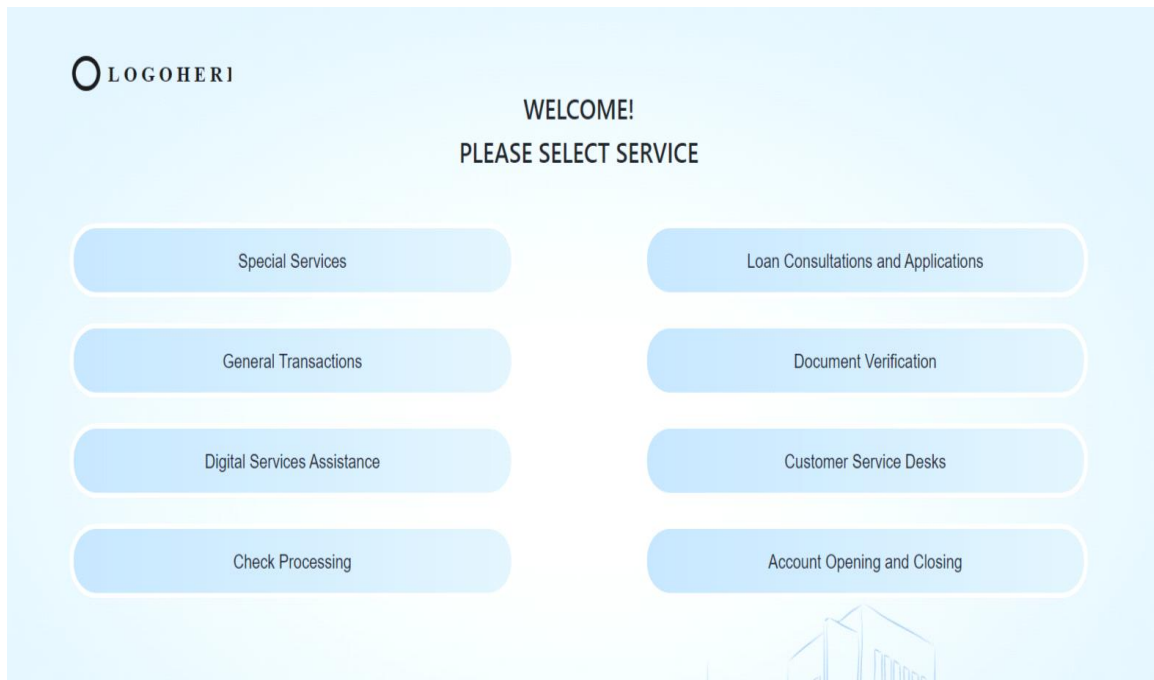 LOGOHERI
WELCOME!
PLEASE SELECT SERVICE
Special Services
Loan Consultations and Applications
General Transactions
Document Verification
Digital Services Assistance
Customer Service Desks
Check Processing
Account Opening and Closing